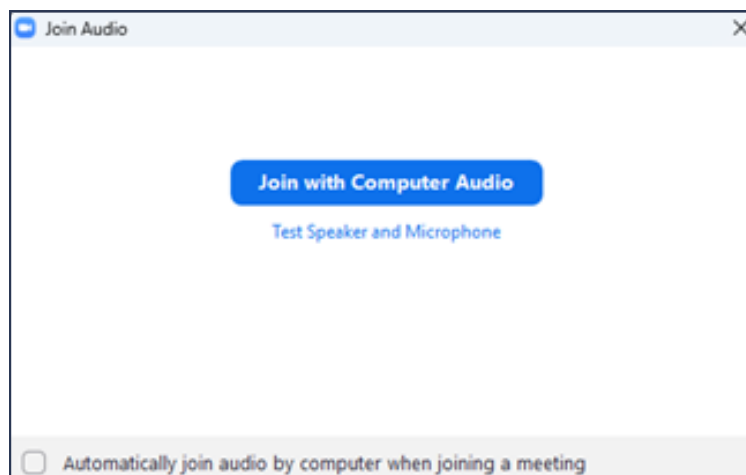 Join Audio
Join with Computer Audio
Test Speaker and Microphone
Automatically join audio by computer when joining a meeting